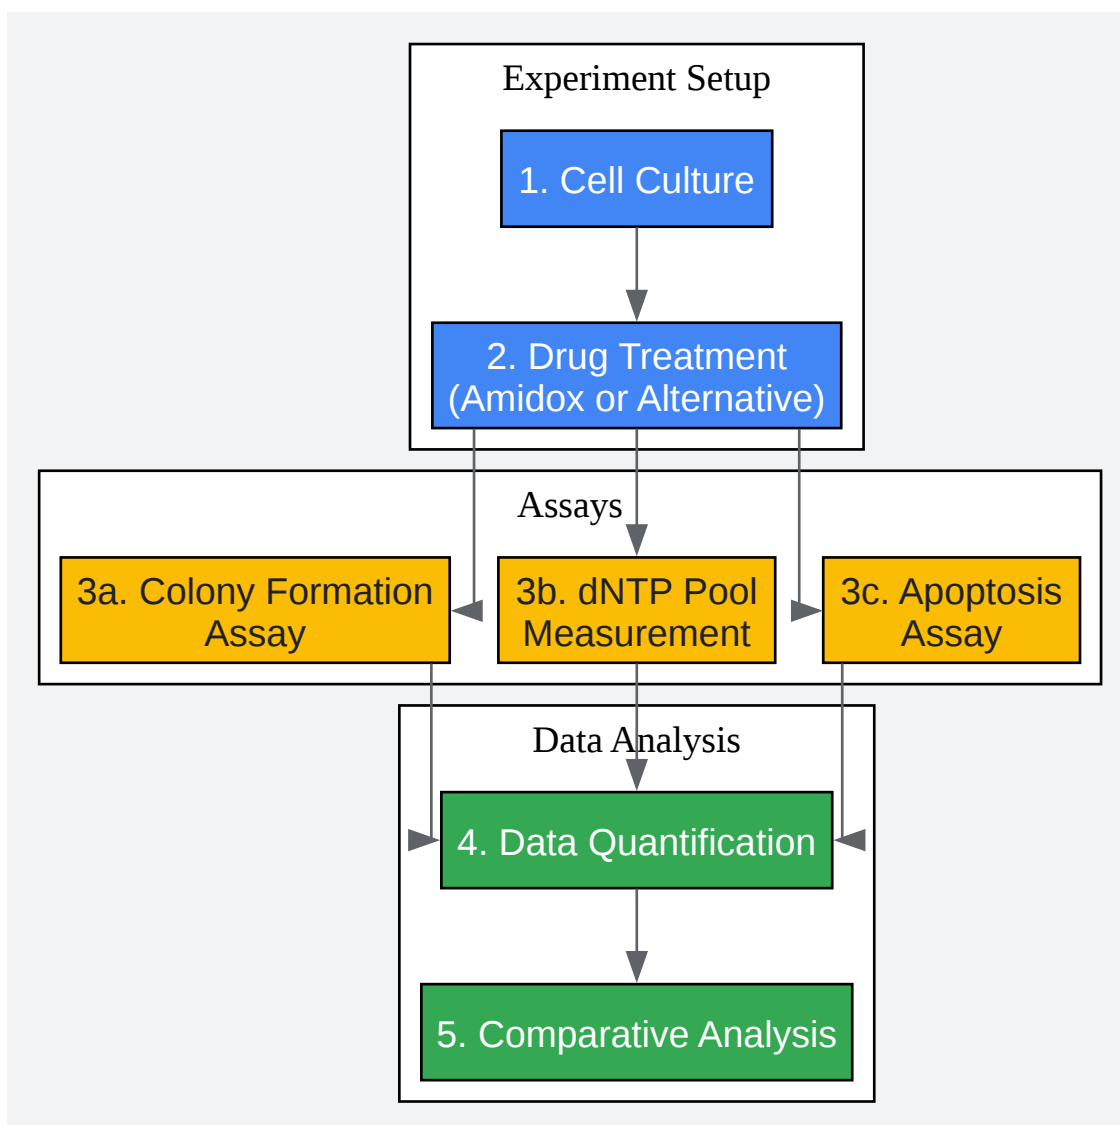 Experiment Setup
1. Cell Culture
2. Drug Treatment
(Amidox or Alternative)
Assays
3a. Colony Formation
Assay
3b. dNTP Pool
Measurement
3c. Apoptosis
Assay
Data Analysis
4. Data Quantification
5. Comparative Analysis